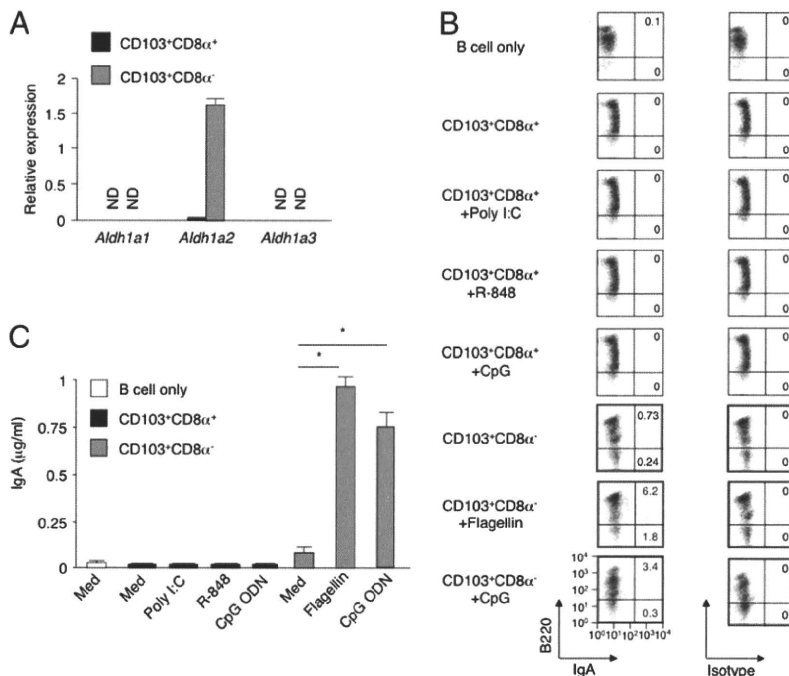 A
CD103⁺CD8α⁺
CD103⁺CD8α⁻
Relative expression
2
1.5
1
0.5
0
ND
ND
ND
ND
Aldh1a1
Aldh1a2
Aldh1a3
C
B cell only
CD103⁺CD8α⁺
CD103⁺CD8α⁻
*
*
IgA (μg/ml)
1
0.75
0.5
0.25
0
Med
Med
Poly I:C
R-848
CpG ODN
Med
Flagellin
CpG ODN
B
B cell only
0.1
0
0
0
CD103⁺CD8α⁺
0
0
0
0
CD103⁺CD8α⁺
+Poly I:C
0
0
0
0
CD103⁺CD8α⁺
+R-848
0
0
0
0
CD103⁺CD8α⁺
+CpG
0
0
0
0
CD103⁺CD8α⁻
0.73
0.24
0
0
CD103⁺CD8α⁻
+Flagellin
6.2
1.8
0
0
CD103⁺CD8α⁻
+CpG
3.4
0.3
0
0
10⁴
10³
10²
10¹
10⁰
10⁰10¹10²10³10⁴
B220
IgA
Isotype